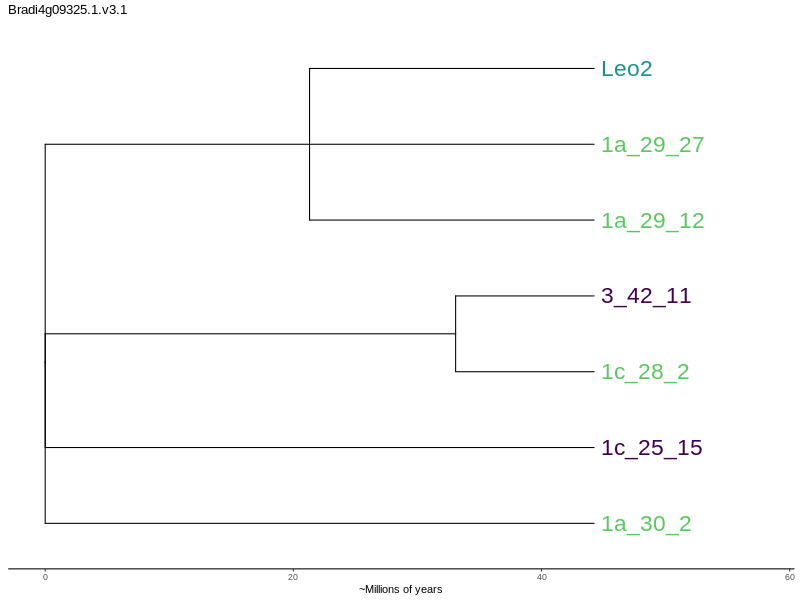 Bradi4g09325.1.v3.1
Leo2
1a_29_27
1a_29_12
3_42_11
1c_28_2
1c_25_15
1a_30_2
0 20 40 60
~Millions of years